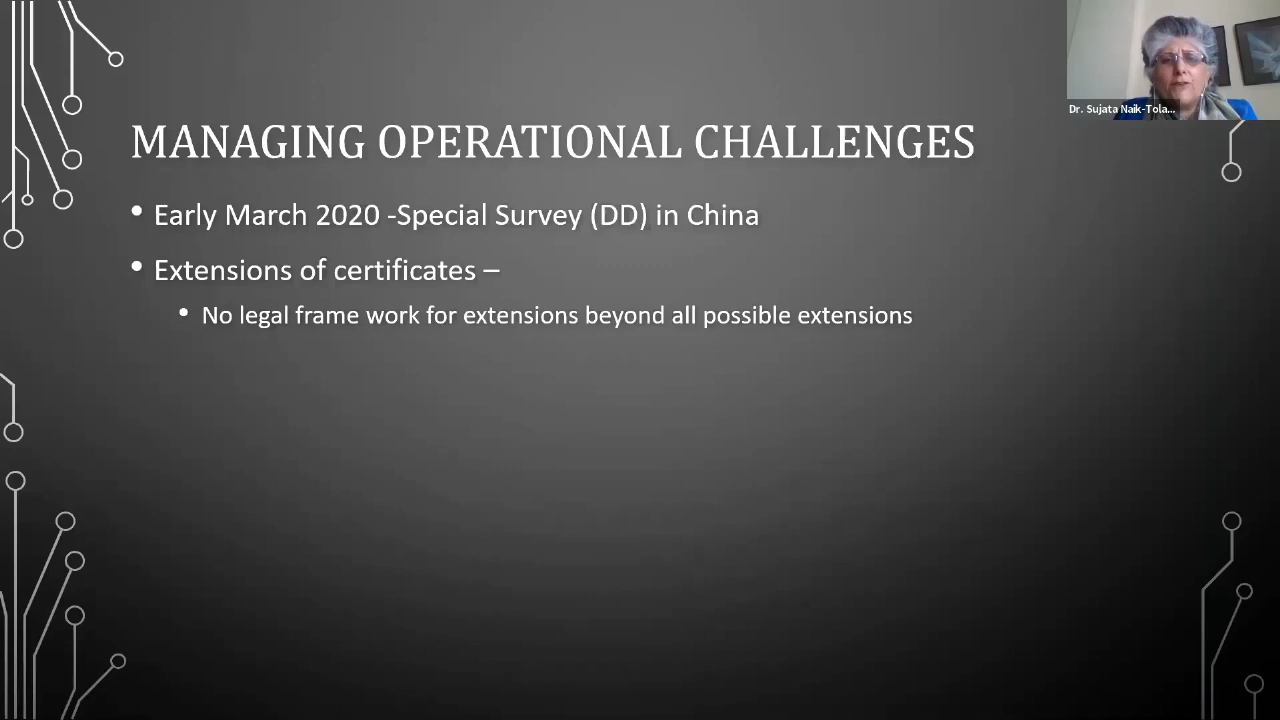 Dr. Sujata Naik-Tola...
MANAGING OPERATIONAL CHALLENGES
• Early March 2020 -Special Survey (DD) in China
• Extensions of certificates –
• No legal frame work for extensions beyond all possible extensions